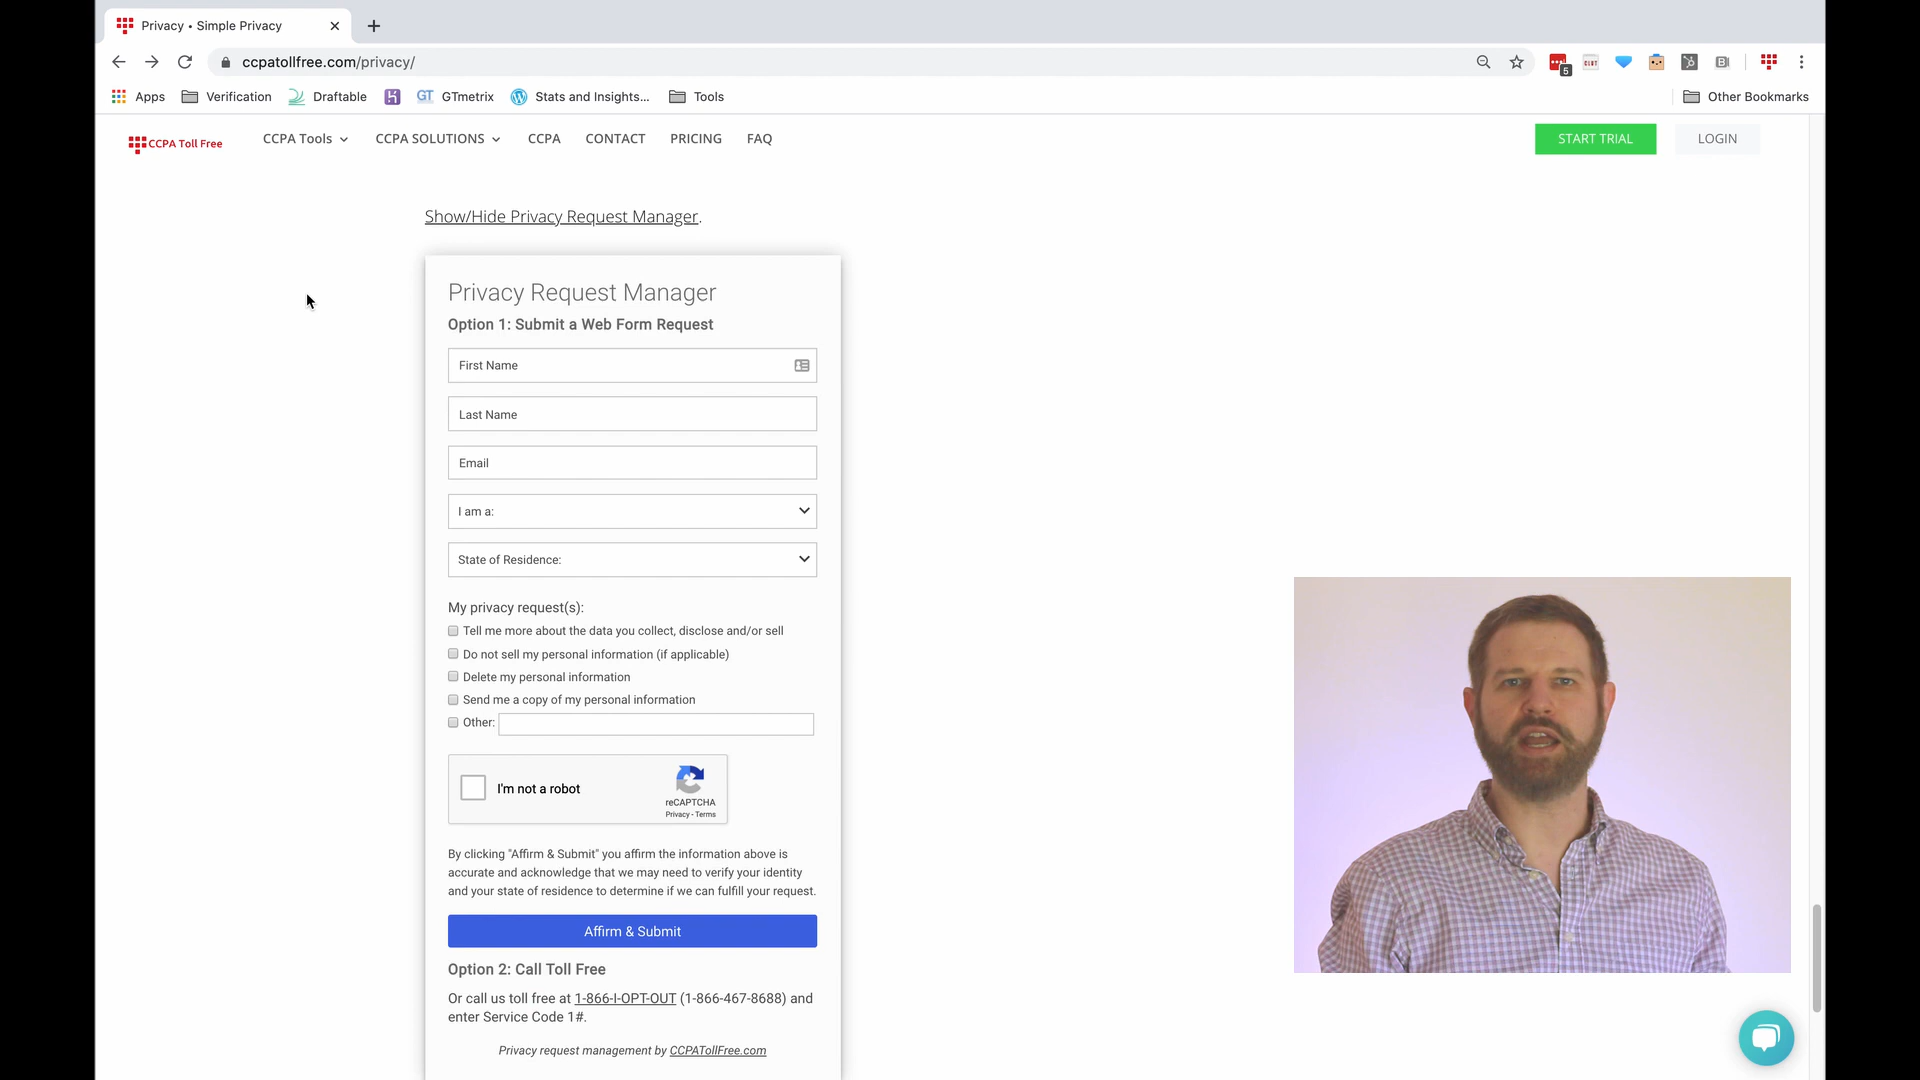 Privacy • Simple Privacy
ccpatollfree.com/privacy/
5
Apps
Verification
Draftable
GT GTmetrix
Stats and Insights...
Tools
Other Bookmarks
CCPA Toll Free
CCPA Tools
CCPA SOLUTIONS
CCPA
CONTACT
PRICING
FAQ
START TRIAL
LOGIN
Show/Hide Privacy Request Manager.
Privacy Request Manager
Option 1: Submit a Web Form Request
First Name
Last Name
Email
I am a:
State of Residence:
My privacy request(s):
Tell me more about the data you collect, disclose and/or sell
Do not sell my personal information (if applicable)
Delete my personal information
Send me a copy of my personal information
Other:
I'm not a robot
reCAPTCHA
Privacy - Terms
By clicking "Affirm & Submit" you affirm the information above is
accurate and acknowledge that we may need to verify your identity
and your state of residence to determine if we can fulfill your request.
Affirm & Submit
Option 2: Call Toll Free
Or call us toll free at 1-866-I-OPT-OUT (1-866-467-8688) and
enter Service Code 1#.
Privacy request management by CCPATollFree.com